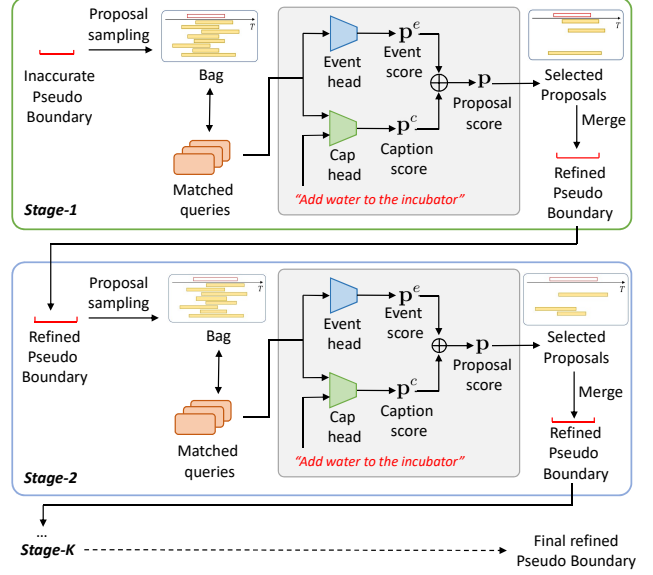 Proposal
sampling
T
Inaccurate
Pseudo
Boundary
Bag
Matched
queries
Event
head
p^e
Event
score
Cap
head
p^c
Caption
score
⊕
p
Proposal
score
"Add water to the incubator"
T
Selected
Proposals
Merge
Refined
Pseudo
Boundary
Stage-1
Proposal
sampling
T
Refined
Pseudo
Boundary
Bag
Matched
queries
Event
head
p^e
Event
score
Cap
head
p^c
Caption
score
⊕
p
Proposal
score
"Add water to the incubator"
T
Selected
Proposals
Merge
Refined
Pseudo
Boundary
Stage-2
...
Stage-K
Final refined
Pseudo Boundary